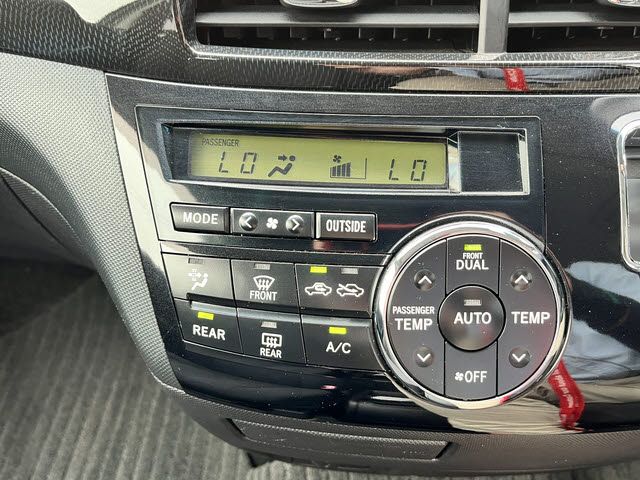 PASSENGER
LO LO
MODE OUTSIDE
FRONT
DUAL
FRONT
PASSENGER
TEMP AUTO TEMP
REAR REAR A/C
OFF